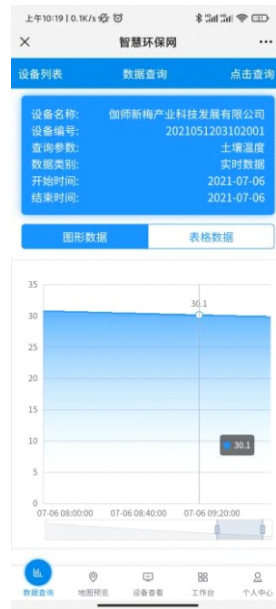 上午10:19 | 0.1K/s
智慧环保网
设备列表 数据查询 点击查询
设备名称: 伽师新梅产业科技发展有限公司
设备编号: 2021051203102001
查询参数: 土壤温度
数据类别: 实时数据
开始时间: 2021-07-06
结束时间: 2021-07-06
图形数据 表格数据
35
30.1
30
25
20
15
10
30.1
5
0
07-06 08:00:00 07-06 08:40:00 07-06 09:20:00
数据查询 地图预览 设备查看 工作台 个人中心